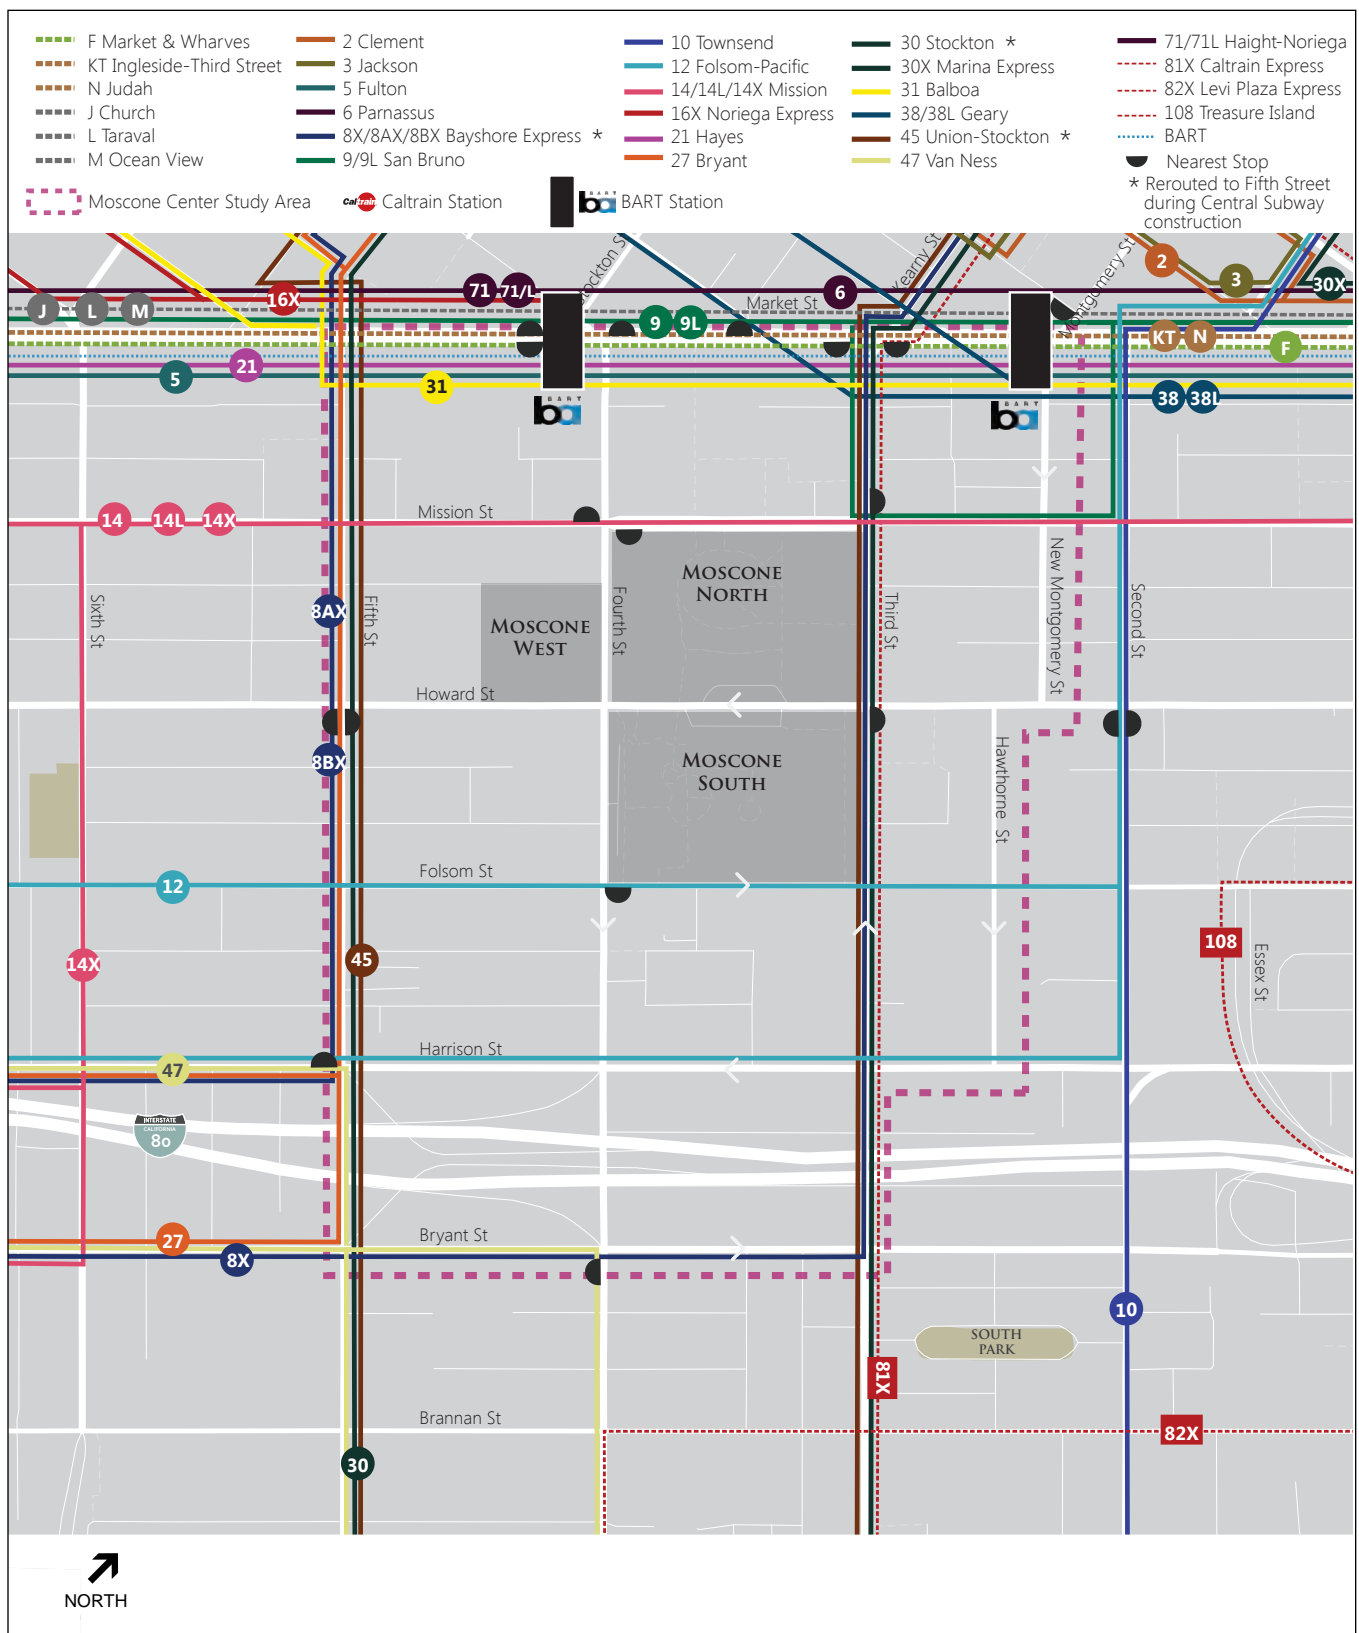 F Market & Wharves
KT Ingleside-Third Street
N Judah
J Church
L Taraval
M Ocean View
2 Clement
3 Jackson
5 Fulton
6 Parnassus
8X/8AX/8BX Bayshore Express *
9/9L San Bruno
10 Townsend
12 Folsom-Pacific
14/14L/14X Mission
16X Noriega Express
21 Hayes
27 Bryant
30 Stockton *
30X Marina Express
31 Balboa
38/38L Geary
45 Union-Stockton *
47 Van Ness
71/71L Haight-Noriega
81X Caltrain Express
82X Levi Plaza Express
108 Treasure Island
BART
Nearest Stop
* Rerouted to Fifth Street
during Central Subway
construction
Moscone Center Study Area
Caltrain
Caltrain Station
BART
ba
BART Station
Stockton St
Kearny St
Montgomery St
2
3
30X
16X
71
71/L
Market St
6
J
L
M
9
9L
KT
N
F
5
21
31
38
38L
BART
ba
BART
ba
14
14L
14X
Mission St
Sixth St
8AX
Fifth St
MOSCONE
WEST
Fourth St
MOSCONE
NORTH
Third St
New Montgomery St
Second St
Howard St
8BX
MOSCONE
SOUTH
Hawthorne St
Folsom St
12
14X
45
108
Essex St
Harrison St
47
INTERSTATE
CALIFORNIA
80
27
8X
Bryant St
10
SOUTH
PARK
81X
Brannan St
82X
30
NORTH